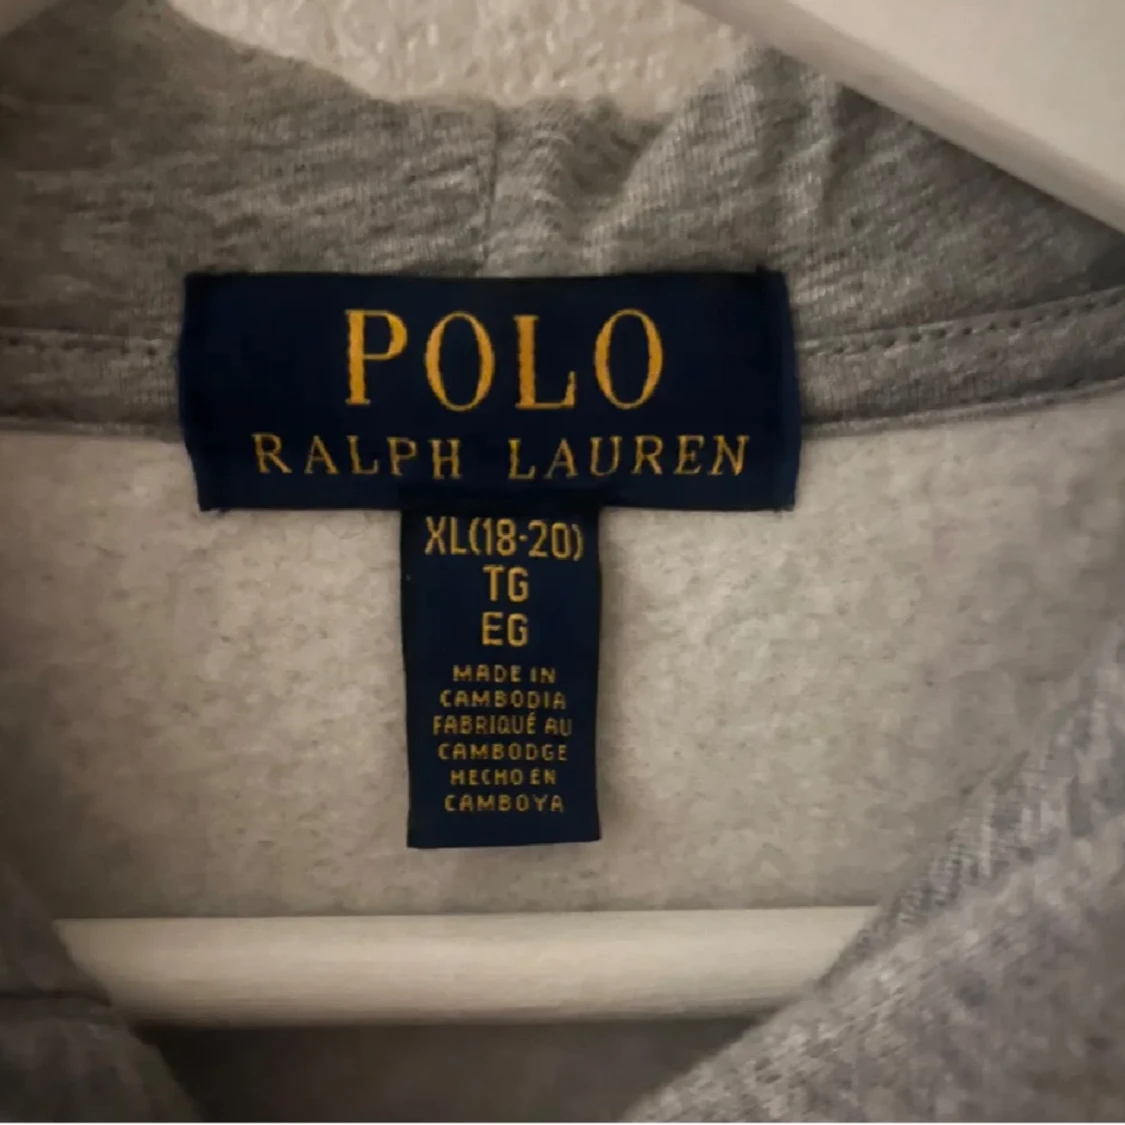 POLO
RALPH LAUREN
XL(18-20)
TG
EG
MADE IN
CAMBODIA
FABRIQUÉ AU
CAMBODGE
HECHO EN
CAMBOYA